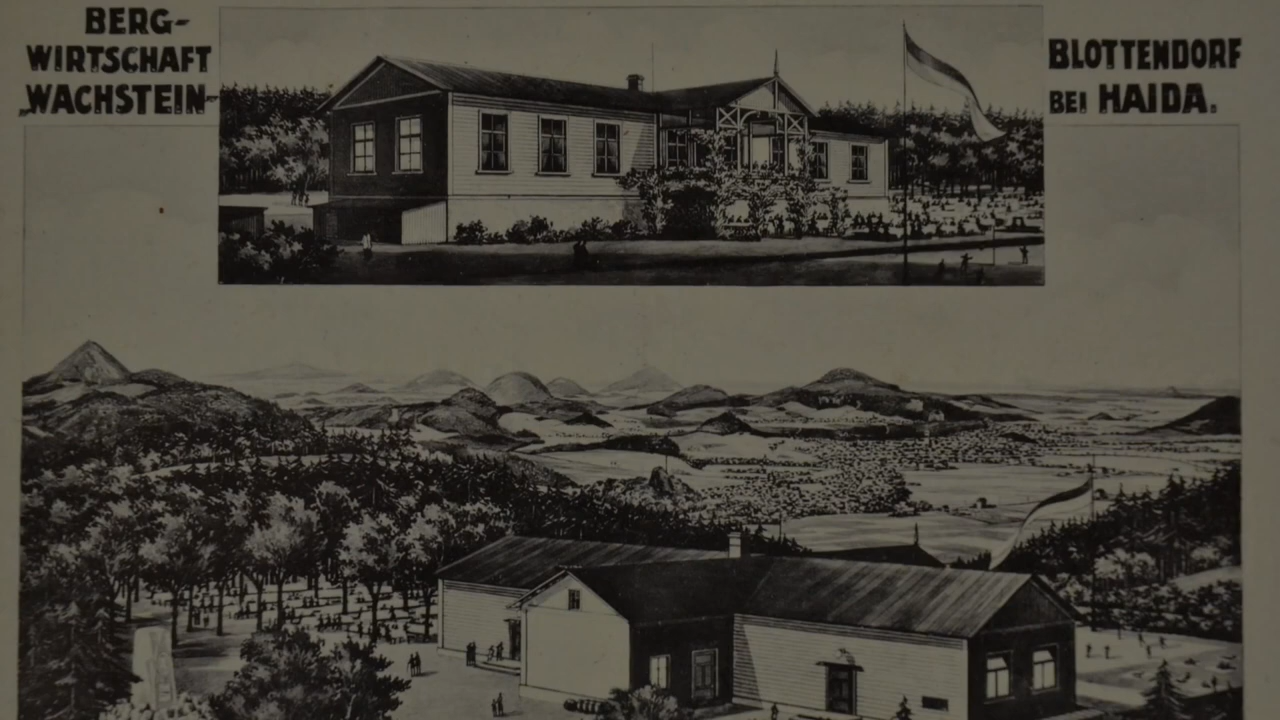 BERG-
WIRTSCHAFT
„WACHSTEIN"
BLOTTENDORF
BEI HAIDA.